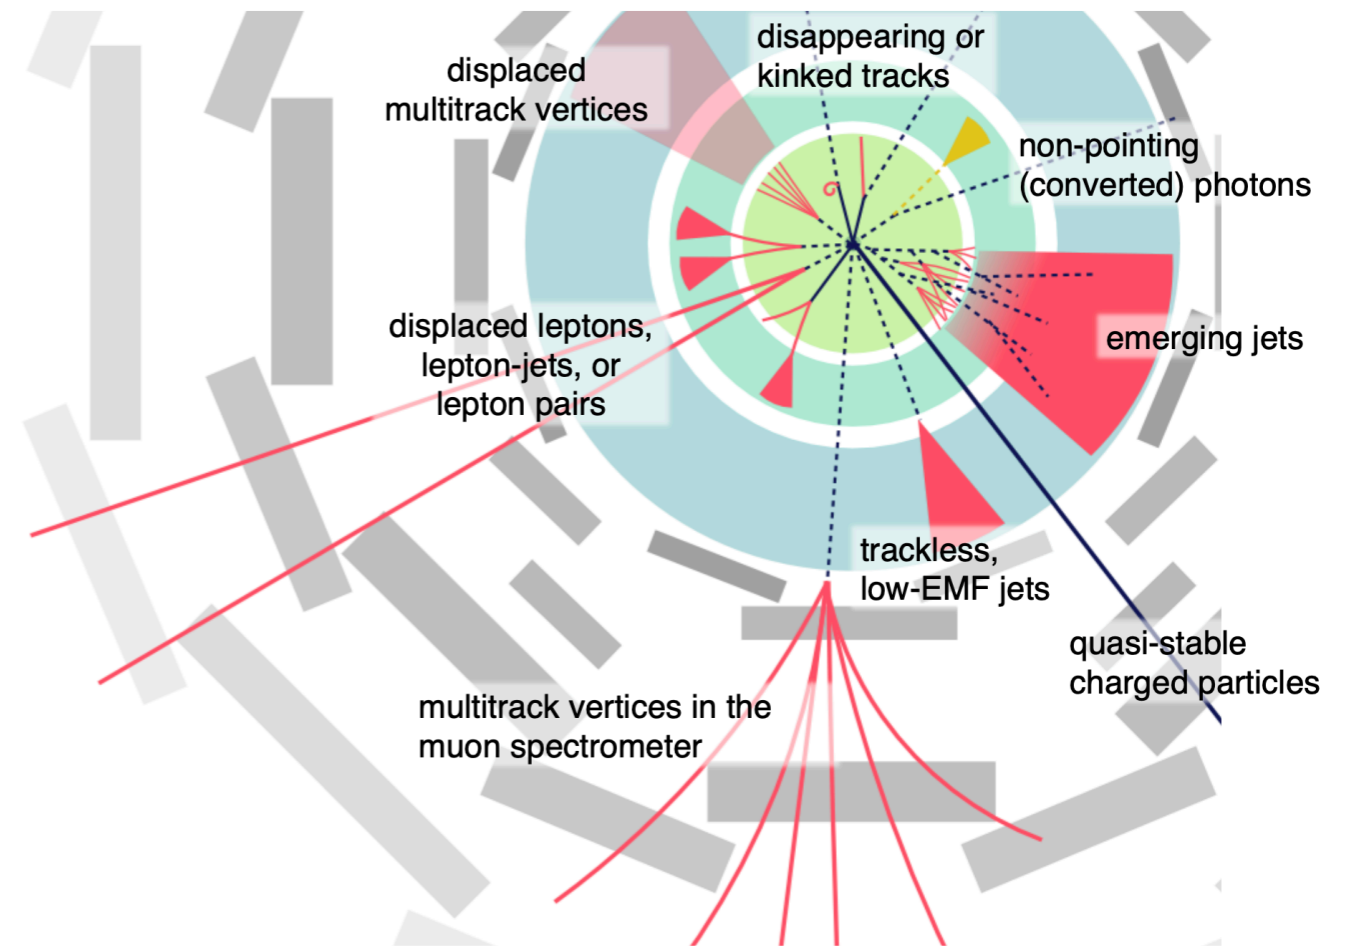 disappearing or
kinked tracks
displaced
multitrack vertices
non-pointing
(converted) photons
displaced leptons,
lepton-jets, or
lepton pairs
emerging jets
trackless,
low-EMF jets
quasi-stable
charged particles
multitrack vertices in the
muon spectrometer